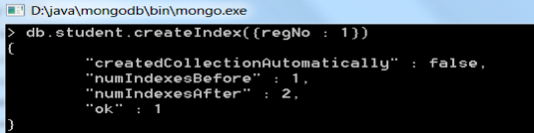 D:\java\mongodb\bin\mongo.exe
> db.student.createIndex({regNo : 1})
{
"createdCollectionAutomatically" : false,
"numIndexesBefore" : 1,
"numIndexesAfter" : 2,
"ok" : 1
}